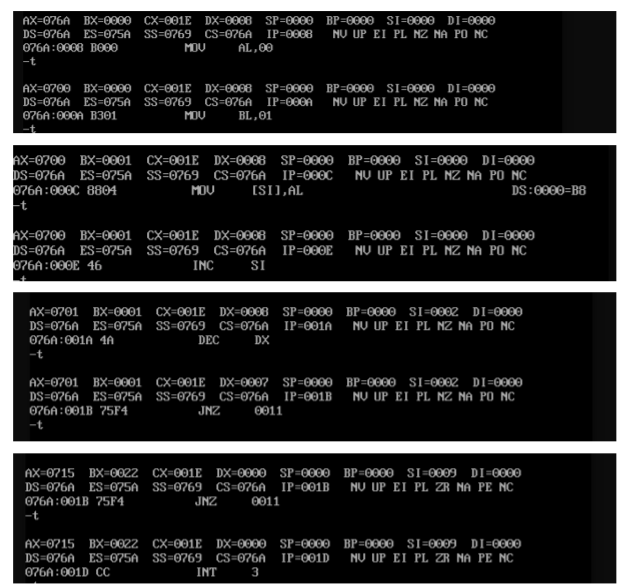 AX=076A BX=0000 CX=001E DX=0008 SP=0000 BP=0000 SI=0000 DI=0000
DS=076A ES=075A SS=0769 CS=076A IP=0008 NV UP EI PL NZ NA PO NC
076A:0008 B000 MOV AL,00
-t
AX=0700 BX=0000 CX=001E DX=0008 SP=0000 BP=0000 SI=0000 DI=0000
DS=076A ES=075A SS=0769 CS=076A IP=000A NV UP EI PL NZ NA PO NC
076A:000A B301 MOV BL,01
-t
AX=0700 BX=0001 CX=001E DX=0008 SP=0000 BP=0000 SI=0000 DI=0000
DS=076A ES=075A SS=0769 CS=076A IP=000C NV UP EI PL NZ NA PO NC
076A:000C 8804 MOV [SI],AL DS:0000=B8
-t
AX=0700 BX=0001 CX=001E DX=0008 SP=0000 BP=0000 SI=0000 DI=0000
DS=076A ES=075A SS=0769 CS=076A IP=000E NV UP EI PL NZ NA PO NC
076A:000E 46 INC SI
-t
AX=0701 BX=0001 CX=001E DX=0008 SP=0000 BP=0000 SI=0002 DI=0000
DS=076A ES=075A SS=0769 CS=076A IP=001A NV UP EI PL NZ NA PO NC
076A:001A 4A DEC DX
-t
AX=0701 BX=0001 CX=001E DX=0007 SP=0000 BP=0000 SI=0002 DI=0000
DS=076A ES=075A SS=0769 CS=076A IP=001B NV UP EI PL NZ NA PO NC
076A:001B 75F4 JNZ 0011
-t
AX=0715 BX=0022 CX=001E DX=0000 SP=0000 BP=0000 SI=0009 DI=0000
DS=076A ES=075A SS=0769 CS=076A IP=001B NV UP EI PL ZR NA PE NC
076A:001B 75F4 JNZ 0011
-t
AX=0715 BX=0022 CX=001E DX=0000 SP=0000 BP=0000 SI=0009 DI=0000
DS=076A ES=075A SS=0769 CS=076A IP=001D NV UP EI PL ZR NA PE NC
076A:001D CC INT 3